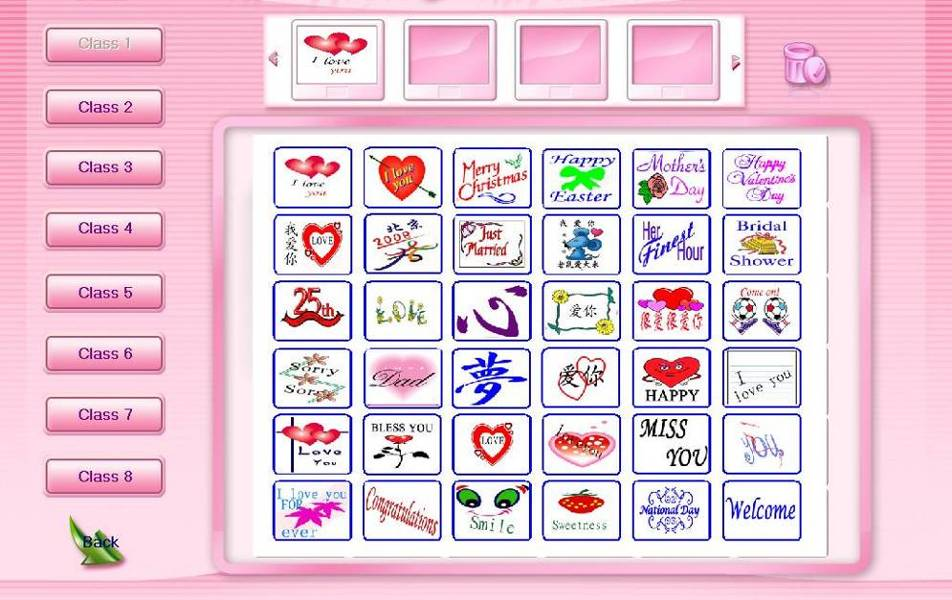 Class 1
Class 2
Class 3
Class 4
Class 5
Class 6
Class 7
Class 8
Back
I love
you
I love
you
I love
you
Merry
Christmas
Happy
Easter
Mother's
Day
Happy
Valentine's
Day
我
爱
你
LOVE
北京
2008
Just
Married
我爱你
老鼠爱大米
Her
Finest
Hour
Bridal
Shower
25th
LOVE
心
爱你
很爱很爱你
Come on!
Sorry
Sorry
Dad
夢
爱你
HAPPY
I
love you
Love
You
BLESS YOU
LOVE
MISS
YOU
I love you
FOR
ever
Congratulations
Smile
Sweetness
National Day
Welcome